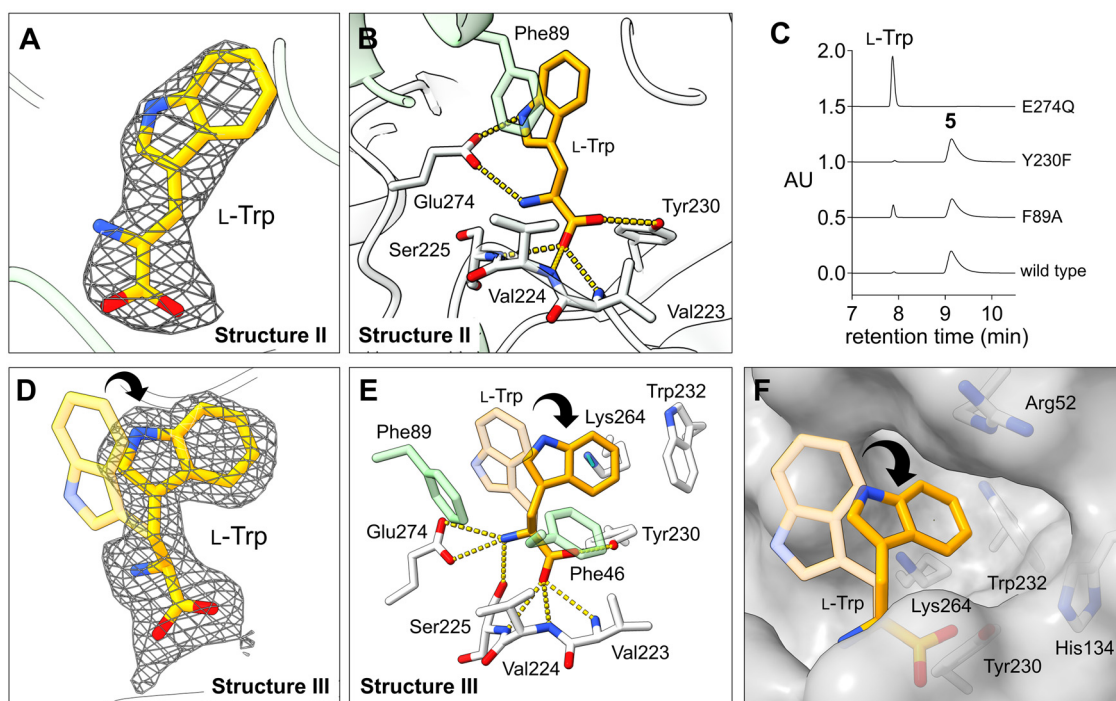 A
L-Trp
Structure II
B
Phe89
L-Trp
Glu274
Tyr230
Ser225
Val224
Val223
Structure II
C
L-Trp
2.0
1.5
E274Q
5
1.0
Y230F
AU
0.5
F89A
0.0
wild type
7 8 9 10
retention time (min)
D
L-Trp
Structure III
E
L-Trp
Lys264
Trp232
Phe89
Glu274
Tyr230
Phe46
Ser225
Val224
Val223
Structure III
F
Arg52
Trp232
L-Trp
Lys264
His134
Tyr230